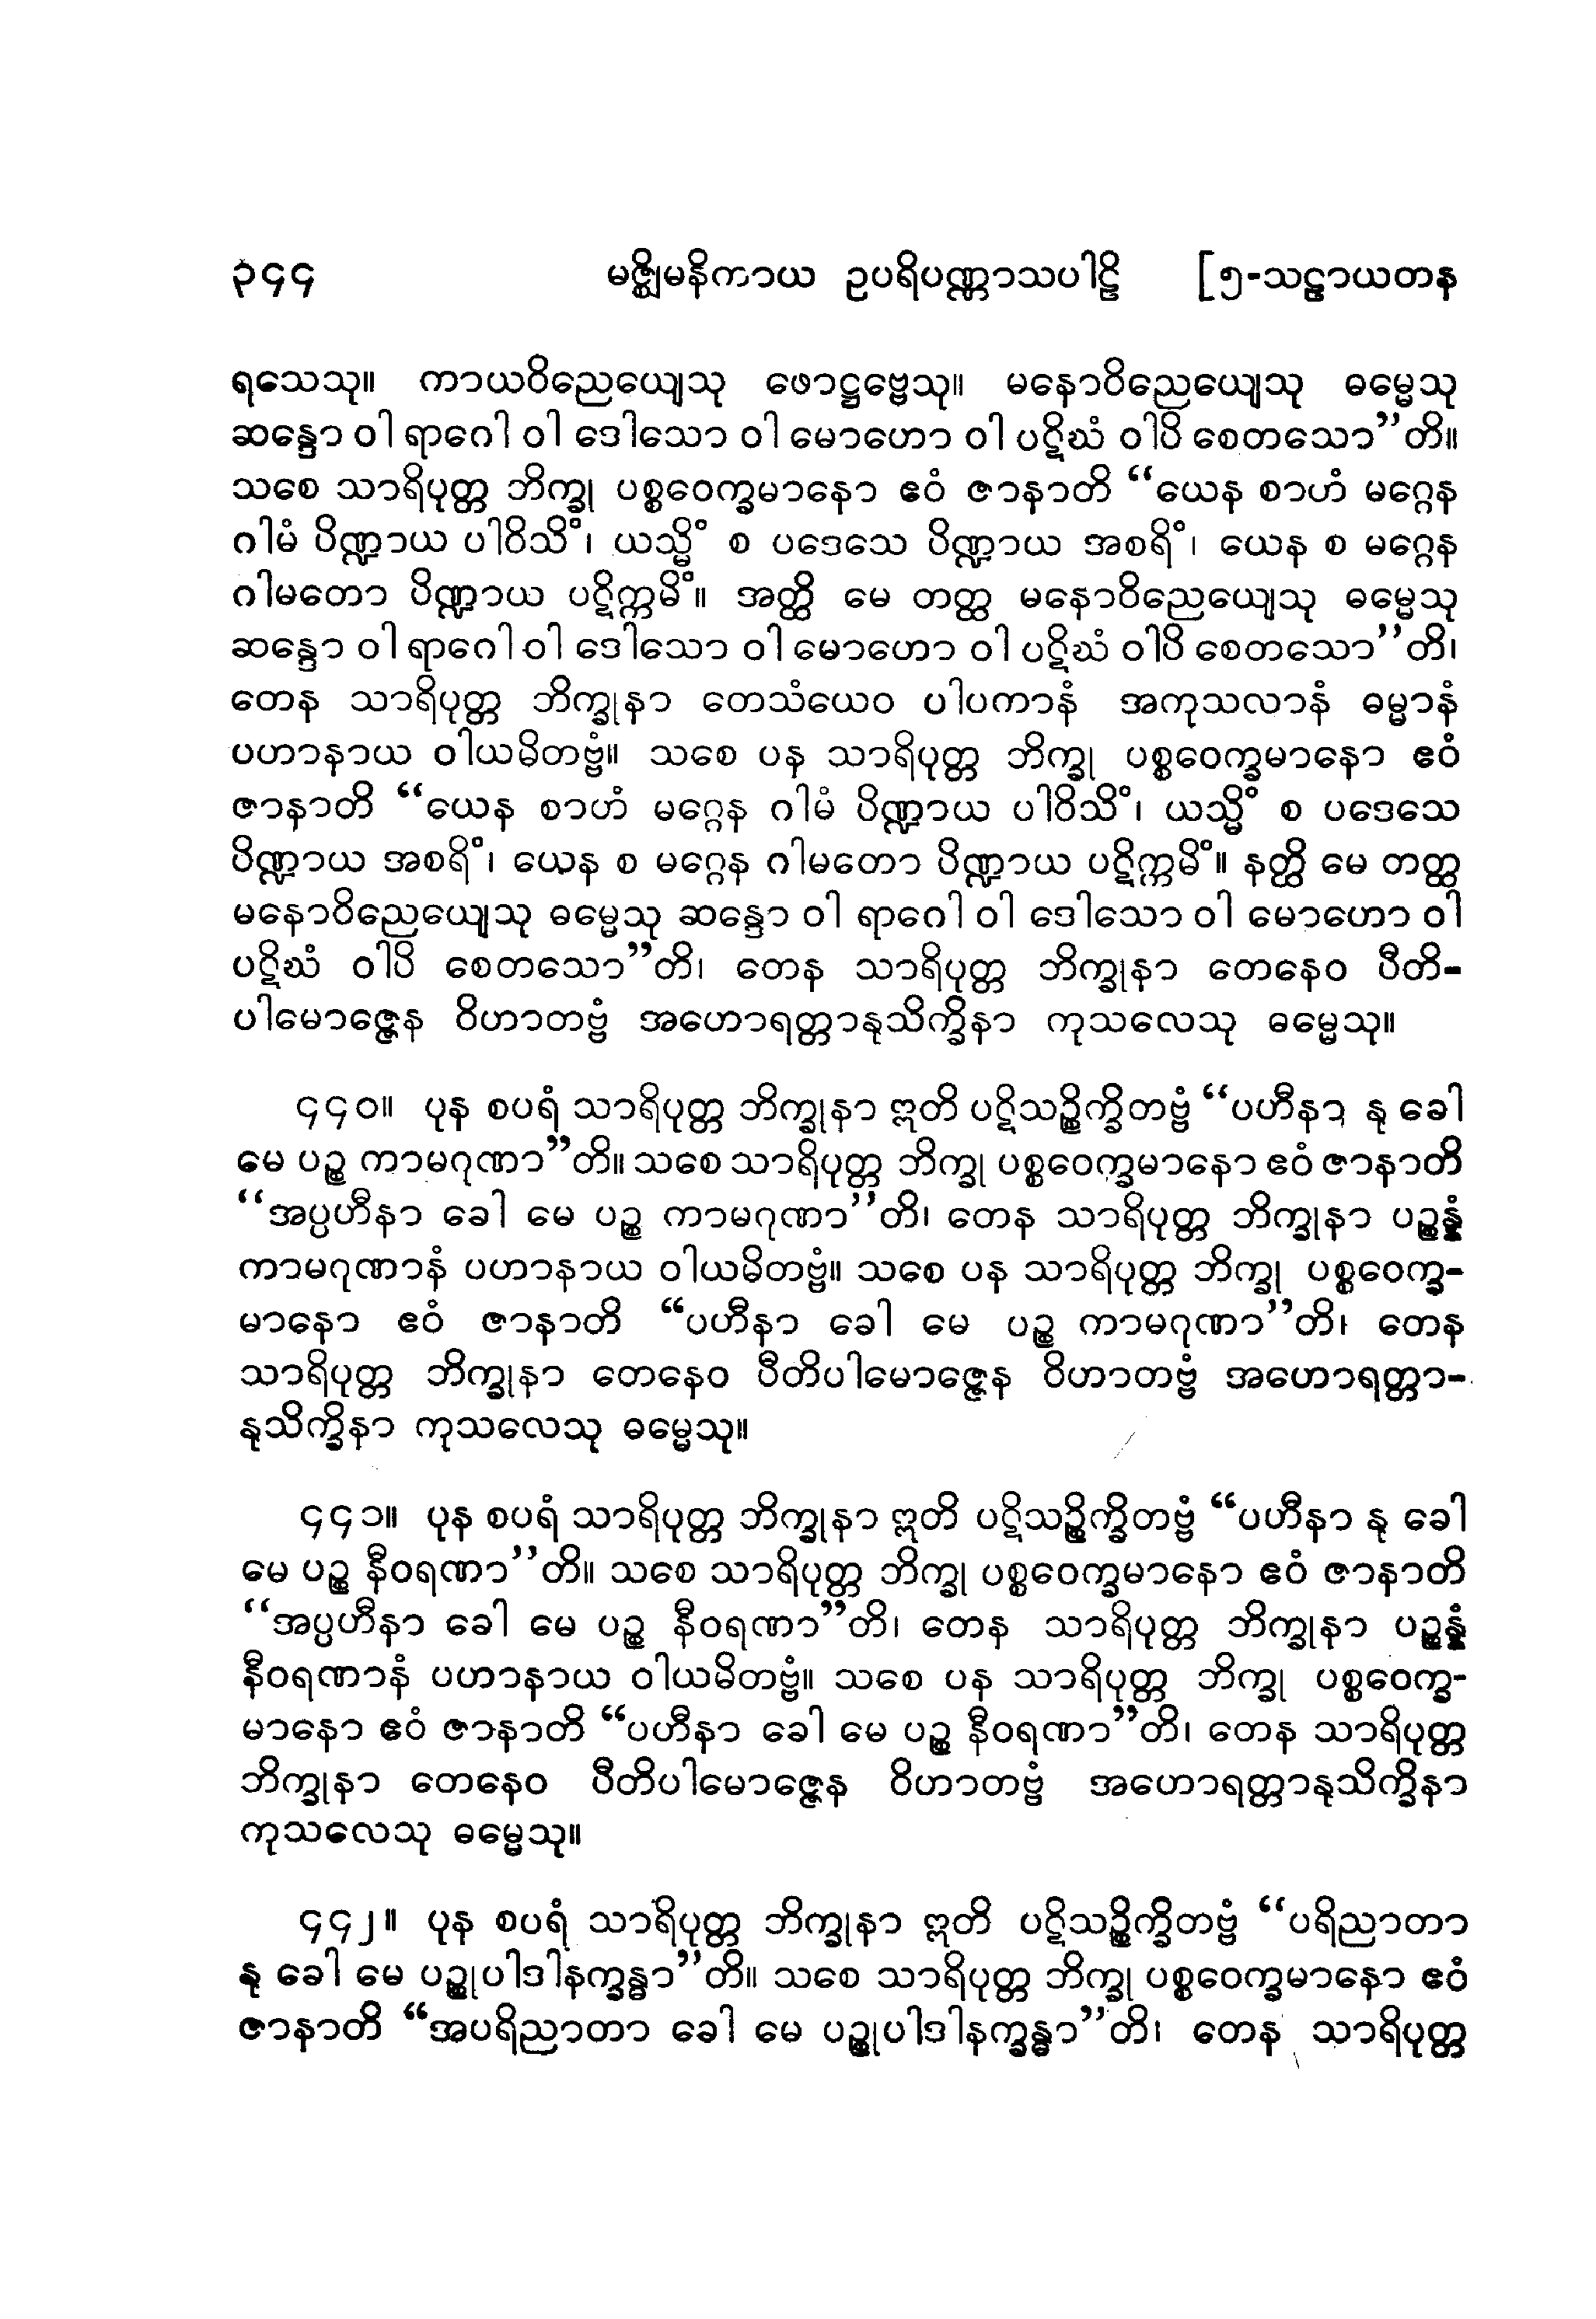 ၃၄၄ မဇ္ဈိမနိကာယ ဥပရိပဏ္ဏာသပါဠိ [၅-သဠာယတန
ရသေသု။ ကာယဝိညေယျေသု ဖောဋ္ဌဗ္ဗေသု။ မနောဝိညေယျေသု ဓမ္မေသု
ဆန္ဒော ဝါ ရာဂေါ ဝါ ဒေါသော ဝါ မောဟော ဝါ ပဋိဃံ ဝါပိ စေတသော”တိ။
သစေ သာရိပုတ္တ ဘိက္ခု ပစ္စဝေက္ခမာနော ဧဝံ ဇာနာတိ “ယေန စာဟံ မဂ္ဂေန
ဂါမံ ပိဏ္ဍာယ ပါဝိသိံ၊ ယသ္မိံ စ ပဒေသေ ပိဏ္ဍာယ အစရိံ၊ ယေန စ မဂ္ဂေန
ဂါမတော ပိဏ္ဍာယ ပဋိက္ကမိံ။ အတ္ထိ မေ တတ္ထ မနောဝိညေယျေသု ဓမ္မေသု
ဆန္ဒော ဝါ ရာဂေါ ဝါ ဒေါသော ဝါ မောဟော ဝါ ပဋိဃံ ဝါပိ စေတသော”တိ၊
တေန သာရိပုတ္တ ဘိက္ခုနာ တေသံယေဝ ပါပကာနံ အကုသလာနံ ဓမ္မာနံ
ပဟာနာယ ဝါယမိတဗ္ဗံ။ သစေ ပန သာရိပုတ္တ ဘိက္ခု ပစ္စဝေက္ခမာနော ဧဝံ
ဇာနာတိ “ယေန စာဟံ မဂ္ဂေန ဂါမံ ပိဏ္ဍာယ ပါဝိသိံ၊ ယသ္မိံ စ ပဒေသေ
ပိဏ္ဍာယ အစရိံ၊ ယေန စ မဂ္ဂေန ဂါမတော ပိဏ္ဍာယ ပဋိက္ကမိံ။ နတ္ထိ မေ တတ္ထ
မနောဝိညေယျေသု ဓမ္မေသု ဆန္ဒော ဝါ ရာဂေါ ဝါ ဒေါသော ဝါ မောဟော ဝါ
ပဋိဃံ ဝါပိ စေတသော”တိ၊ တေန သာရိပုတ္တ ဘိက္ခုနာ တေနေဝ ပီတိ-
ပါမောဇ္ဇေန ဝိဟာတဗ္ဗံ အဟောရတ္တာနုသိက္ခိနာ ကုသလေသု ဓမ္မေသု။
၄၄၀။ ပုန စပရံ သာရိပုတ္တ ဘိက္ခုနာ ဣတိ ပဋိသဉ္စိက္ခိတဗ္ဗံ “ပဟီနာ နု ခေါ
မေ ပဉ္စ ကာမဂုဏာ”တိ။ သစေ သာရိပုတ္တ ဘိက္ခု ပစ္စဝေက္ခမာနော ဧဝံ ဇာနာတိ
“အပ္ပဟီနာ ခေါ မေ ပဉ္စ ကာမဂုဏာ”တိ၊ တေန သာရိပုတ္တ ဘိက္ခုနာ ပဉ္စန္နံ
ကာမဂုဏာနံ ပဟာနာယ ဝါယမိတဗ္ဗံ။ သစေ ပန သာရိပုတ္တ ဘိက္ခု ပစ္စဝေက္ခ-
မာနော ဧဝံ ဇာနာတိ “ပဟီနာ ခေါ မေ ပဉ္စ ကာမဂုဏာ”တိ၊ တေန
သာရိပုတ္တ ဘိက္ခုနာ တေနေဝ ပီတိပါမောဇ္ဇေန ဝိဟာတဗ္ဗံ အဟောရတ္တာ-
နုသိက္ခိနာ ကုသလေသု ဓမ္မေသု။
၄၄၁။ ပုန စပရံ သာရိပုတ္တ ဘိက္ခုနာ ဣတိ ပဋိသဉ္စိက္ခိတဗ္ဗံ “ပဟီနာ နု ခေါ
မေ ပဉ္စ နီဝရဏာ”တိ။ သစေ သာရိပုတ္တ ဘိက္ခု ပစ္စဝေက္ခမာနော ဧဝံ ဇာနာတိ
“အပ္ပဟီနာ ခေါ မေ ပဉ္စ နီဝရဏာ”တိ၊ တေန သာရိပုတ္တ ဘိက္ခုနာ ပဉ္စန္နံ
နီဝရဏာနံ ပဟာနာယ ဝါယမိတဗ္ဗံ။ သစေ ပန သာရိပုတ္တ ဘိက္ခု ပစ္စဝေက္ခ-
မာနော ဧဝံ ဇာနာတိ “ပဟီနာ ခေါ မေ ပဉ္စ နီဝရဏာ”တိ၊ တေန သာရိပုတ္တ
ဘိက္ခုနာ တေနေဝ ပီတိပါမောဇ္ဇေန ဝိဟာတဗ္ဗံ အဟောရတ္တာနုသိက္ခိနာ
ကုသလေသု ဓမ္မေသု။
၄၄၂။ ပုန စပရံ သာရိပုတ္တ ဘိက္ခုနာ ဣတိ ပဋိသဉ္စိက္ခိတဗ္ဗံ “ပရိညာတာ
နု ခေါ မေ ပဉ္စုပါဒါနက္ခန္ဓာ”တိ။ သစေ သာရိပုတ္တ ဘိက္ခု ပစ္စဝေက္ခမာနော ဧဝံ
ဇာနာတိ “အပရိညာတာ ခေါ မေ ပဉ္စုပါဒါနက္ခန္ဓာ”တိ၊ တေန သာရိပုတ္တ